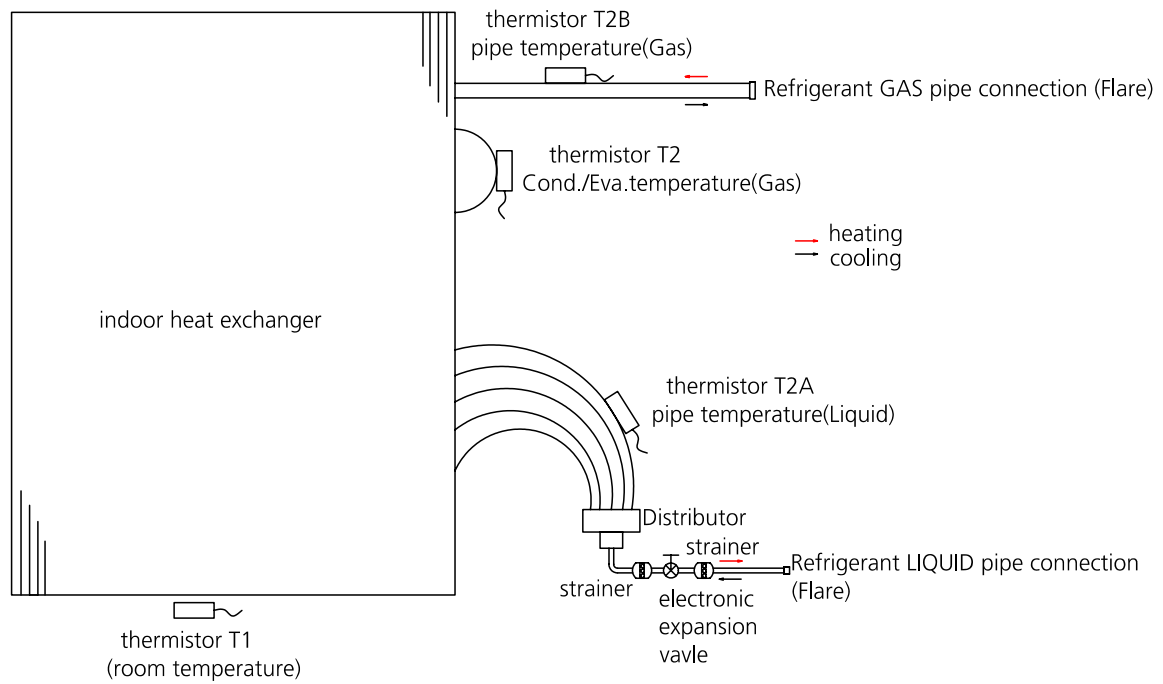 thermistor T2B
pipe temperature(Gas)
Refrigerant GAS pipe connection (Flare)
thermistor T2
Cond./Eva.temperature(Gas)
heating
cooling
indoor heat exchanger
thermistor T2A
pipe temperature(Liquid)
Distributor
strainer
Refrigerant LIQUID pipe connection
(Flare)
strainer
electronic
expansion
vavle
thermistor T1
(room temperature)